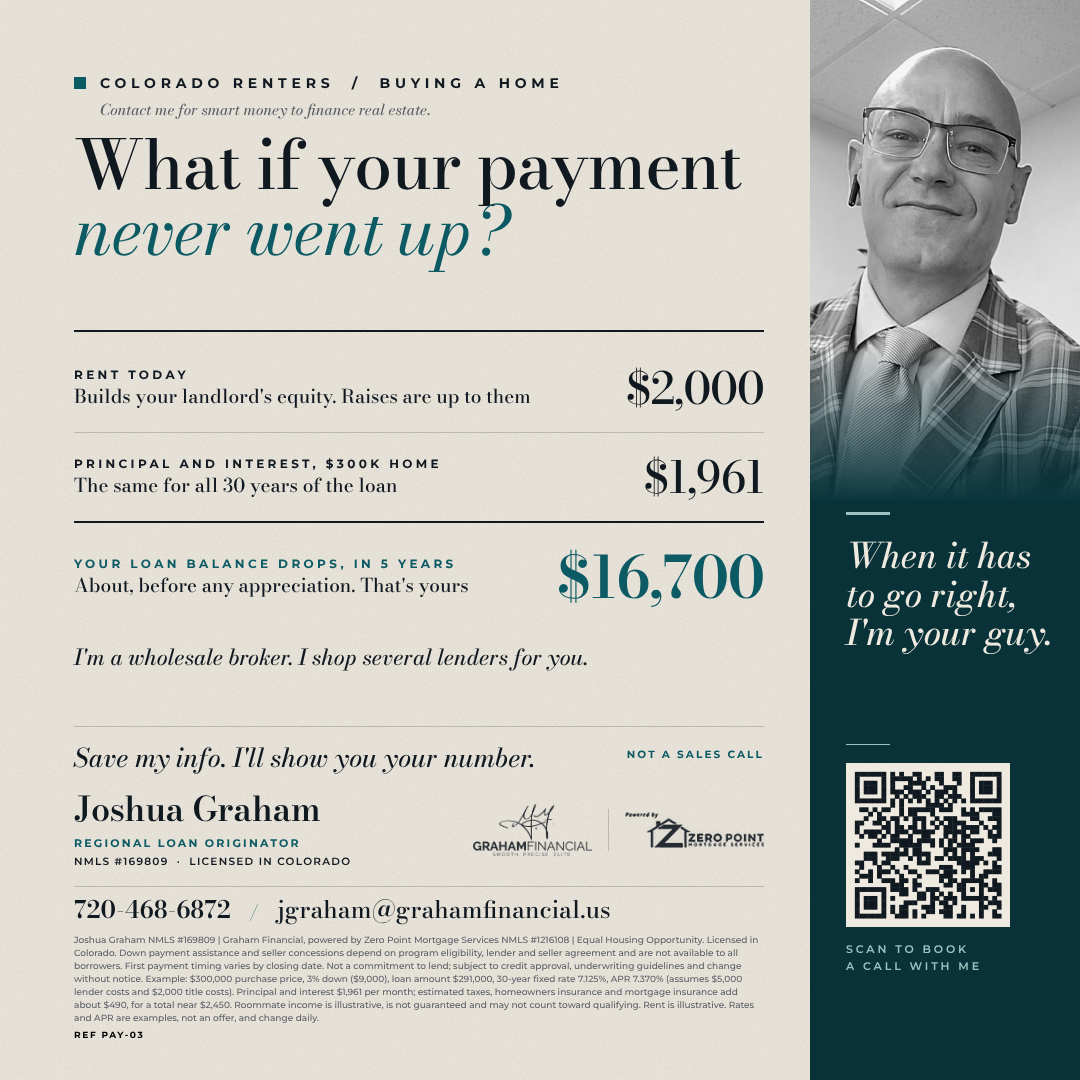 COLORADO RENTERS / BUYING A HOME
Contact me for smart money to finance real estate.
What if your payment
never went up?
RENT TODAY
Builds your landlord's equity. Raises are up to them
$2,000
PRINCIPAL AND INTEREST, $300K HOME
The same for all 30 years of the loan
$1,961
YOUR LOAN BALANCE DROPS, IN 5 YEARS
About, before any appreciation. That's yours
$16,700
I'm a wholesale broker. I shop several lenders for you.
Save my info. I'll show you your number.
NOT A SALES CALL
Joshua Graham
REGIONAL LOAN ORIGINATOR
NMLS #169809 · LICENSED IN COLORADO
GRAHAMFINANCIAL
SMOOTH. PRECISE. ELITE.
Powered by
ZERO POINT
MORTGAGE SERVICES
720-468-6872 / jgraham@grahamfinancial.us
Joshua Graham NMLS #169809 | Graham Financial, powered by Zero Point Mortgage Services NMLS #1216108 | Equal Housing Opportunity. Licensed in
Colorado. Down payment assistance and seller concessions depend on program eligibility, lender and seller agreement and are not available to all
borrowers. First payment timing varies by closing date. Not a commitment to lend; subject to credit approval, underwriting guidelines and change
without notice. Example: $300,000 purchase price, 3% down ($9,000), loan amount $291,000, 30-year fixed rate 7.125%, APR 7.370% (assumes $5,000
lender costs and $2,000 title costs). Principal and interest $1,961 per month; estimated taxes, homeowners insurance and mortgage insurance add
about $490, for a total near $2,450. Roommate income is illustrative, is not guaranteed and may not count toward qualifying. Rent is illustrative. Rates
and APR are examples, not an offer, and change daily.
REF PAY-03
When it has
to go right,
I'm your guy.
SCAN TO BOOK
A CALL WITH ME